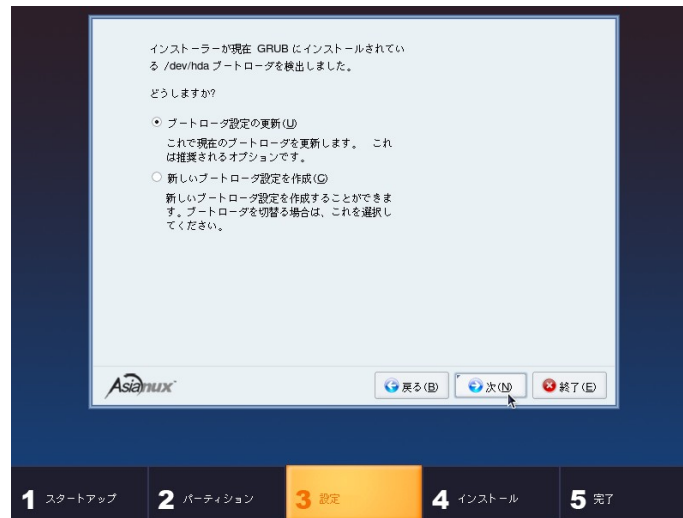 インストーラーが現在 GRUB にインストールされてい
る /dev/hda ブートローダを検出しました。
どうしますか?
ブートローダ設定の更新(U)
これで現在のブートローダを更新します。 これ
は推奨されるオプションです。
新しいブートローダ設定を作成(C)
新しいブートローダ設定を作成することができま
す。ブートローダを切替る場合は、これを選択し
てください。
Asianux
戻る(B)
次(N)
終了(E)
1 スタートアップ
2 パーティション
3 設定
4 インストール
5 完了